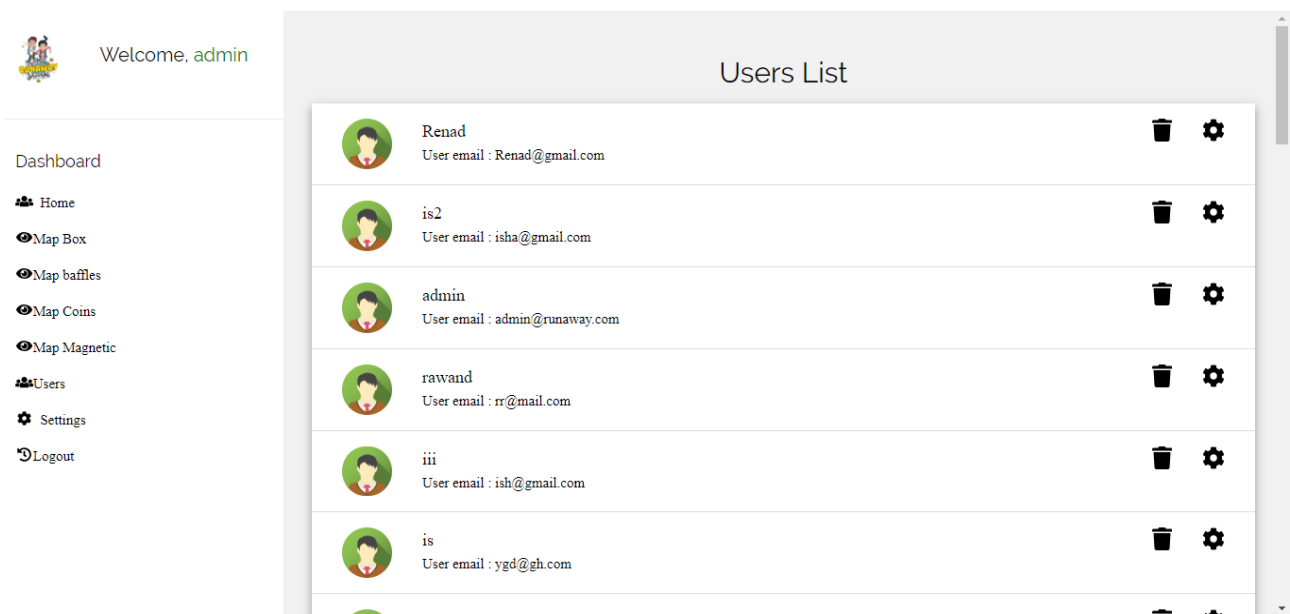 Welcome, admin
Dashboard
Home
Map Box
Map baffles
Map Coins
Map Magnetic
Users
Settings
Logout
Users List
Renad
User email : Renad@gmail.com
is2
User email : isha@gmail.com
admin
User email : admin@runaway.com
rawand
User email : rr@mail.com
iii
User email : ish@gmail.com
is
User email : ygd@gh.com